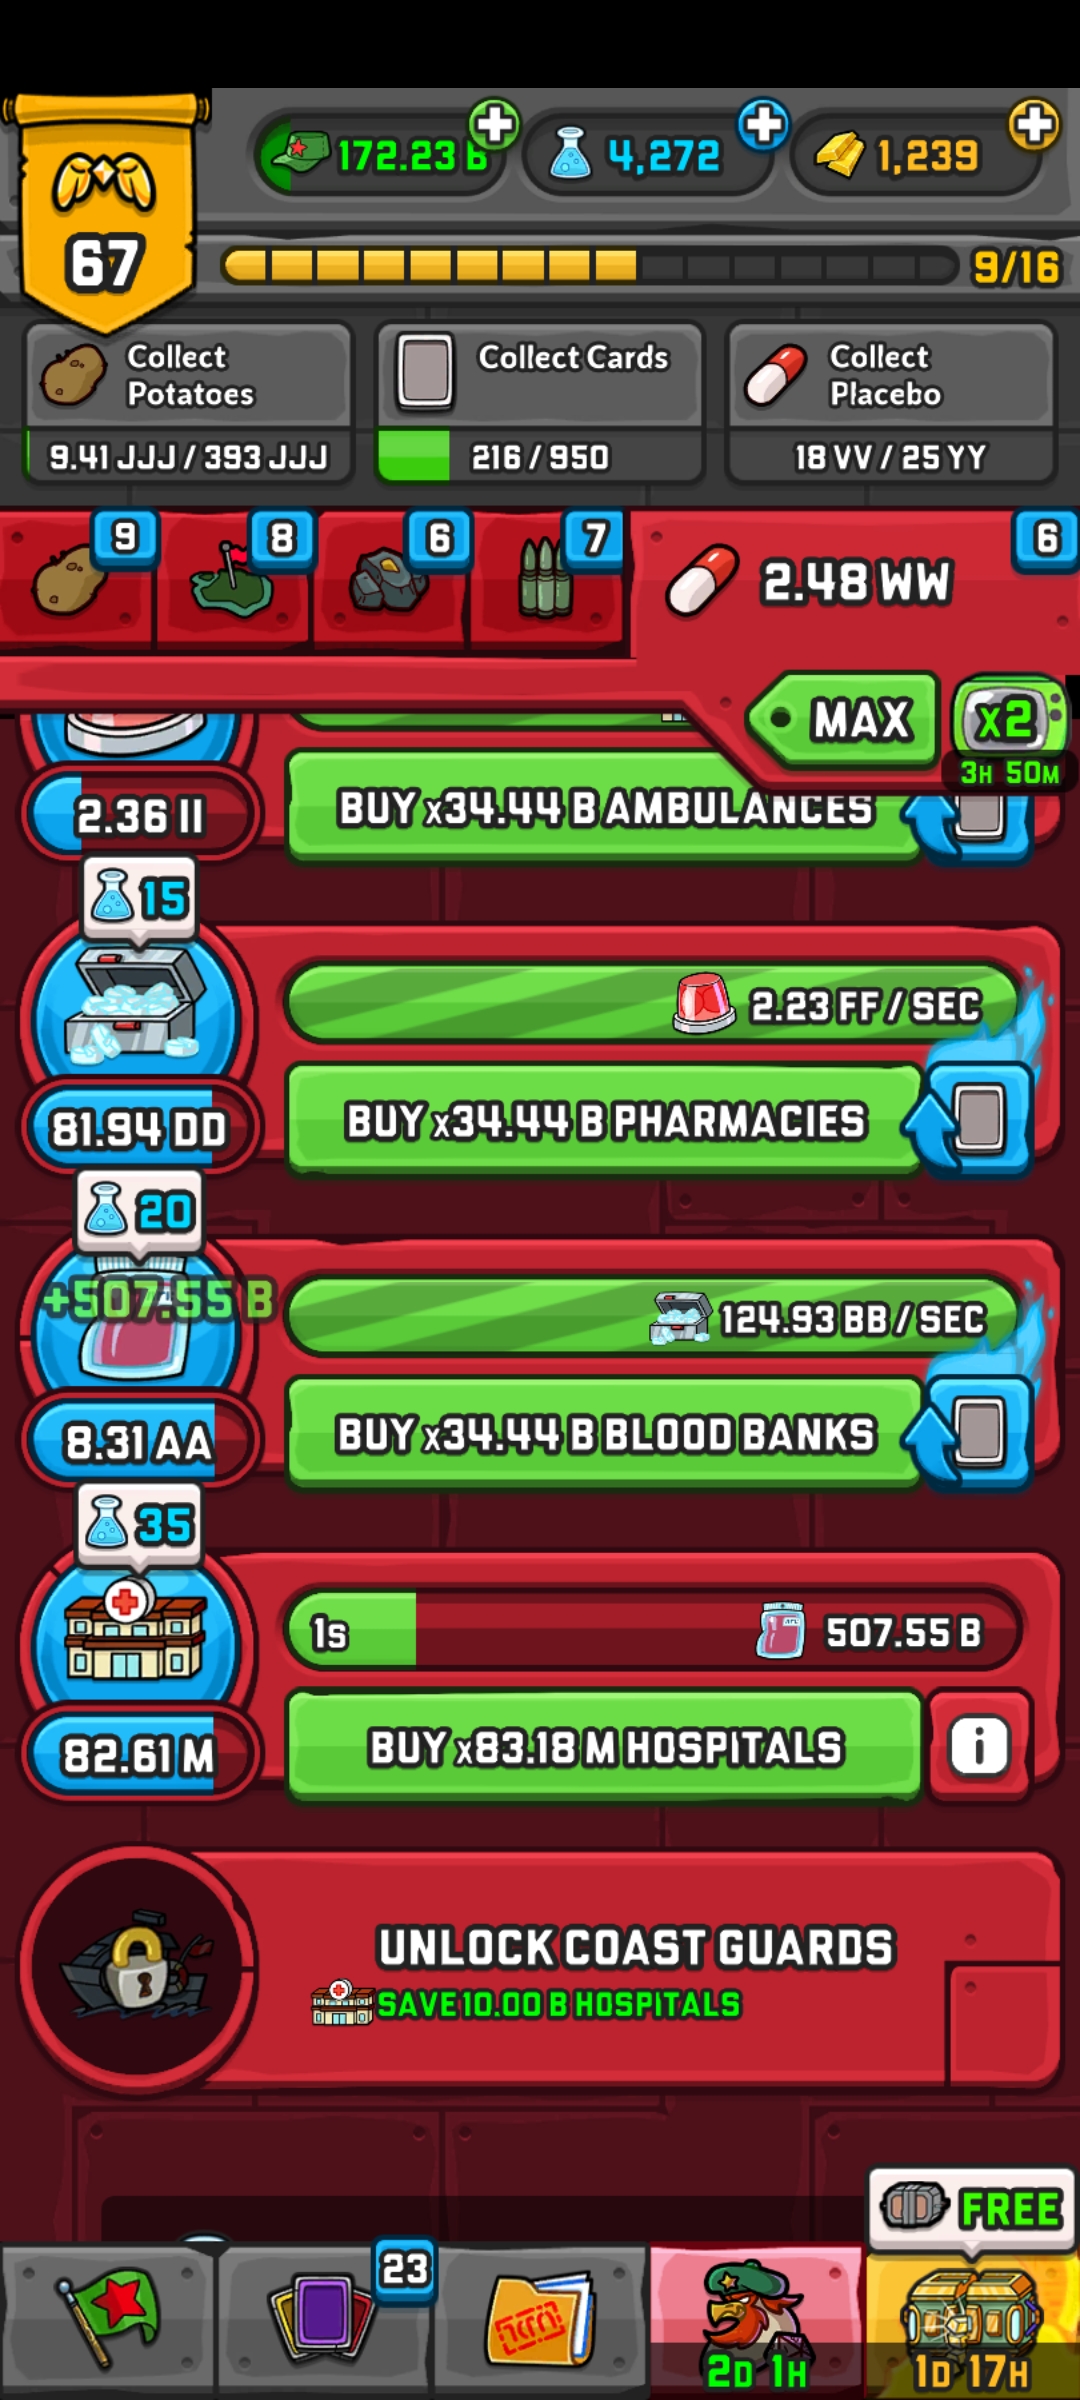 172.23 B
4,272
1,239
67
9/16
Collect
Potatoes
Collect Cards
Collect
Placebo
9.41 JJJ / 393 JJJ
216 / 950
18 VV / 25 YY
9
8
6
7
2.48 WW
6
MAX
x2
3H 50M
2.36 II
BUY x34.44 B AMBULANCES
15
2.23 FF / SEC
81.94 DD
BUY x34.44 B PHARMACIES
20
+507.55 B
124.93 BB / SEC
8.31 AA
BUY x34.44 B BLOOD BANKS
35
1s
507.55 B
82.61 M
BUY x83.18 M HOSPITALS
i
UNLOCK COAST GUARDS
SAVE 10.00 B HOSPITALS
FREE
23
2D 1H
1D 17H